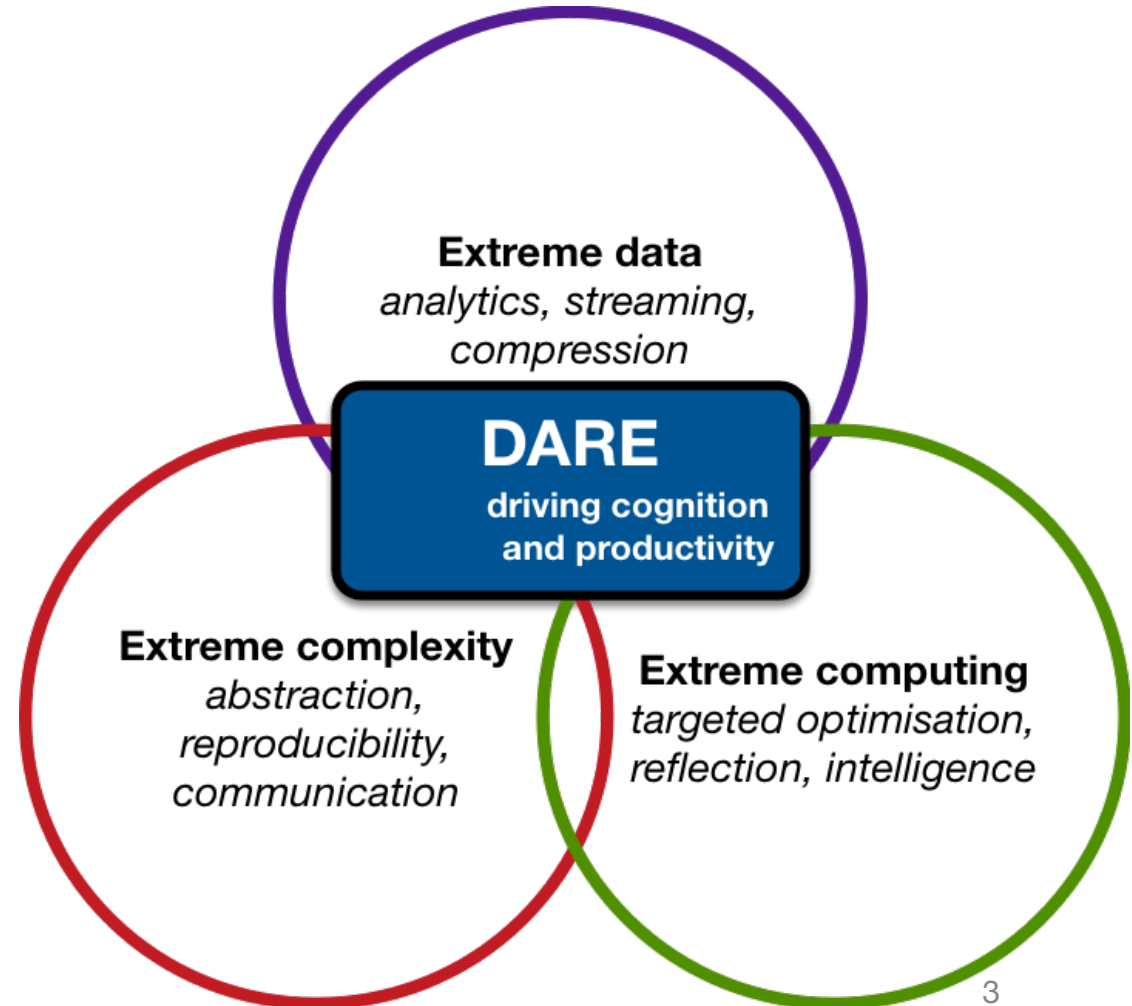 Extreme data
analytics, streaming,
compression
DARE
driving cognition
and productivity
Extreme complexity
abstraction,
reproducibility,
communication
Extreme computing
targeted optimisation,
reflection, intelligence
3